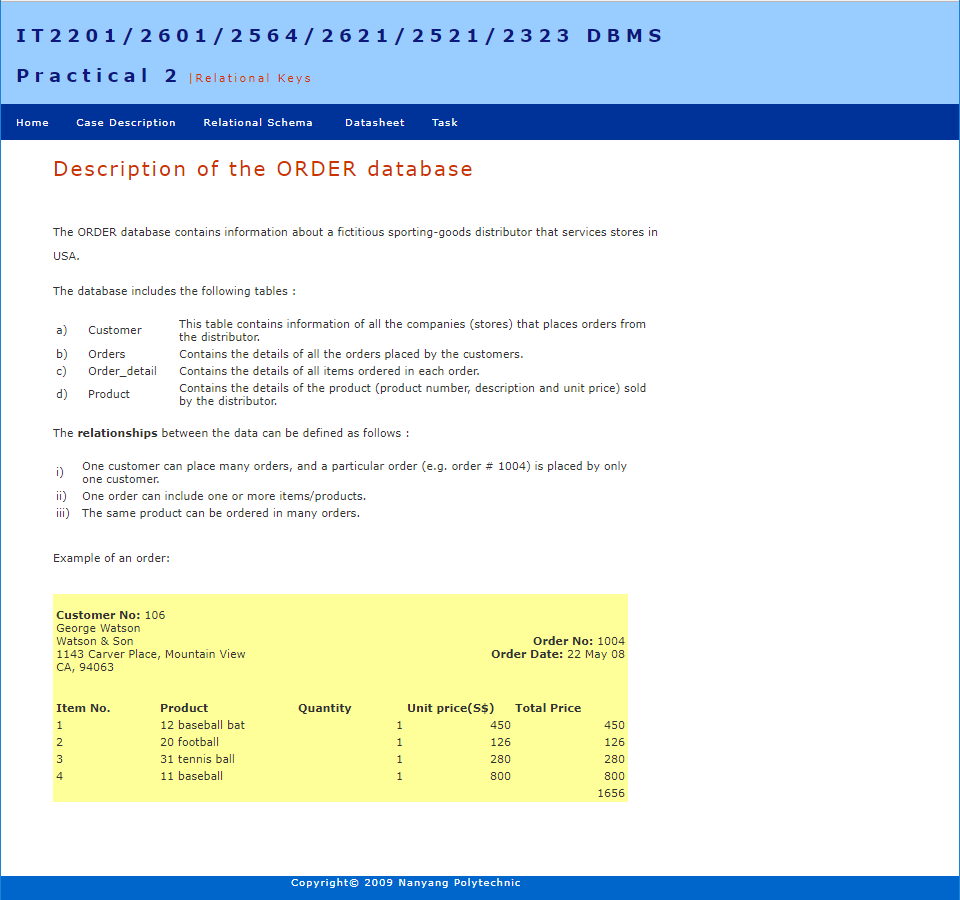 IT2201/2601/2564/2621/2521/2323 DBMS
Practical 2 |Relational Keys
Home Case Description Relational Schema Datasheet Task
Description of the ORDER database
The ORDER database contains information about a fictitious sporting-goods distributor that services stores in
USA.
The database includes the following tables :
a) Customer This table contains information of all the companies (stores) that places orders from
the distributor.
b) Orders Contains the details of all the orders placed by the customers.
c) Order_detail Contains the details of all items ordered in each order.
d) Product Contains the details of the product (product number, description and unit price) sold
by the distributor.
The relationships between the data can be defined as follows :
i) One customer can place many orders, and a particular order (e.g. order # 1004) is placed by only
one customer.
ii) One order can include one or more items/products.
iii) The same product can be ordered in many orders.
Example of an order:
Customer No: 106
George Watson
Watson & Son
1143 Carver Place, Mountain View
CA, 94063
Order No: 1004
Order Date: 22 May 08
Item No. Product Quantity Unit price(S$) Total Price
1 12 baseball bat 1 450 450
2 20 football 1 126 126
3 31 tennis ball 1 280 280
4 11 baseball 1 800 800
1656
Copyright© 2009 Nanyang Polytechnic